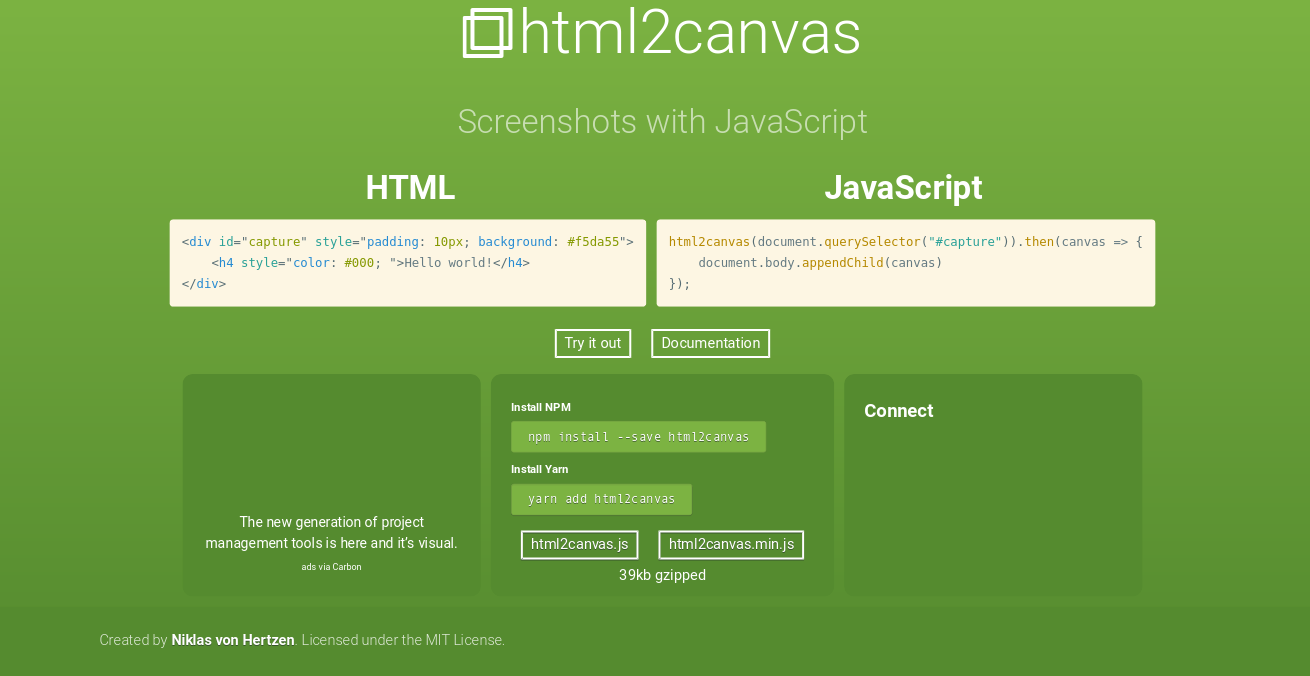 html2canvas
Screenshots with JavaScript
HTML
<div id="capture" style="padding: 10px; background: #f5da55">
    <h4 style="color: #000; ">Hello world!</h4>
</div>
JavaScript
html2canvas(document.querySelector("#capture")).then(canvas => {
    document.body.appendChild(canvas)
});
Try it out
Documentation
The new generation of project
management tools is here and it's visual.
ads via Carbon
Install NPM
npm install --save html2canvas
Install Yarn
yarn add html2canvas
html2canvas.js
html2canvas.min.js
39kb gzipped
Connect
Created by Niklas von Hertzen. Licensed under the MIT License.